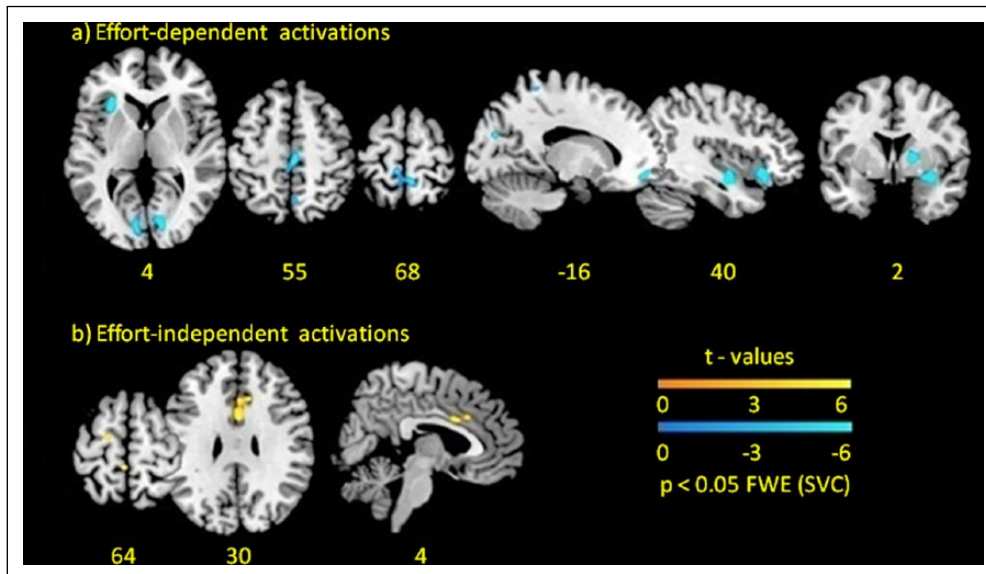 a) Effort-dependent activations
4 55 68 -16 40 2
b) Effort-independent activations
t - values
0 3 6
0 -3 -6
p < 0.05 FWE (SVC)
64 30 4